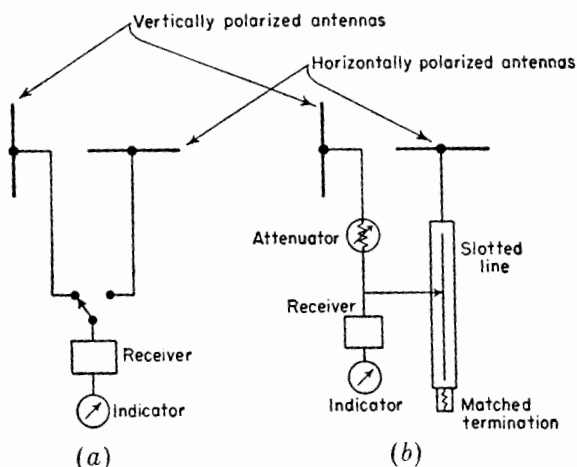 Vertically polarized antennas
Horizontally polarized antennas
Attenuator
Slotted
line
Receiver
Receiver
Indicator
Indicator
Matched
termination
(a)
(b)